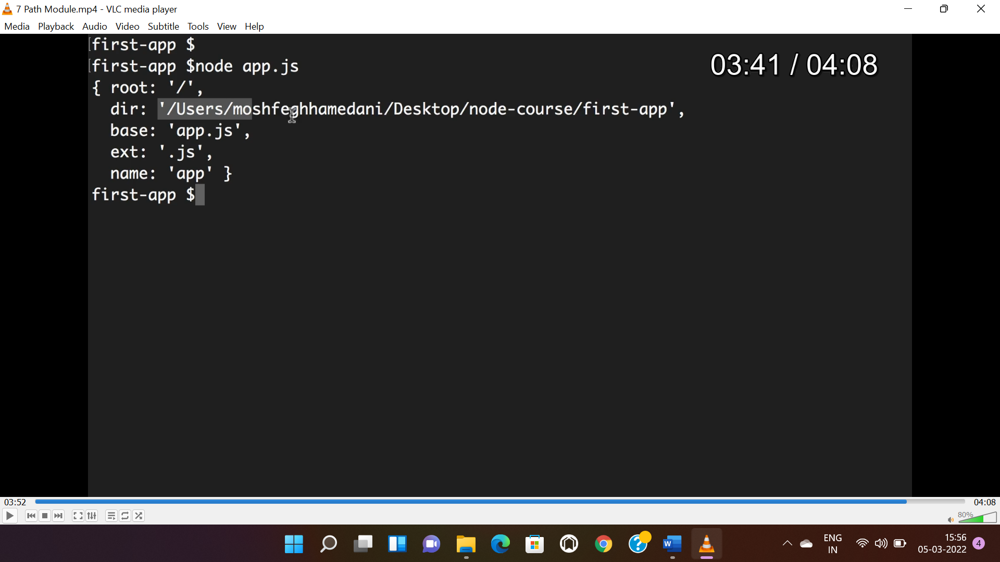 7 Path Module.mp4 - VLC media player
Media Playback Audio Video Subtitle Tools View Help
first-app $
first-app $node app.js
03:41 / 04:08
{ root: '/',
dir: '/Users/moshfeghhamedani/Desktop/node-course/first-app',
base: 'app.js',
ext: '.js',
name: 'app' }
first-app $
03:52
04:08
80%
ENG
IN
15:56
05-03-2022
4